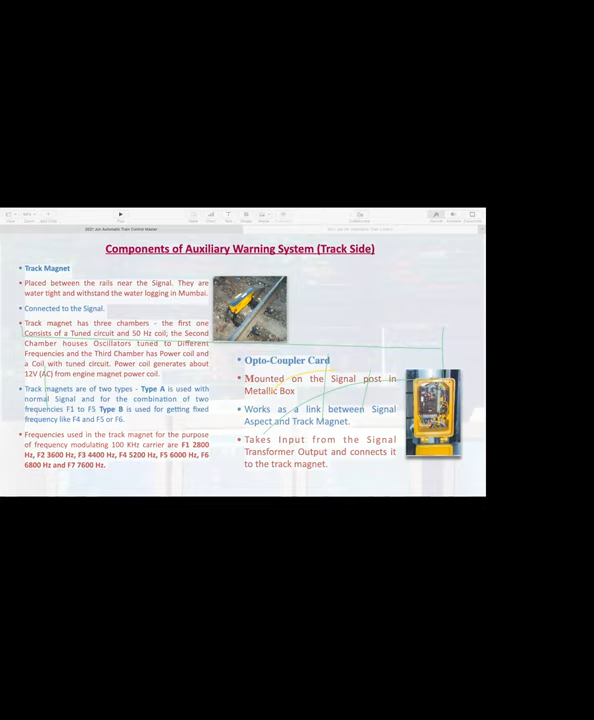 2021 Jun Automatic Train Control Master
Components of Auxiliary Warning System (Track Side)
• Track Magnet
• Placed between the rails near the Signal. They are
water tight and withstand the water logging in Mumbai.
• Connected to the Signal.
• Track magnet has three chambers - the first one
Consists of a Tuned circuit and 50 Hz coil; the Second
Chamber houses Oscillators tuned to Different
Frequencies and the Third Chamber has Power coil and
a Coil with tuned circuit. Power coil generates about
12V (AC) from engine magnet power coil.
• Track magnets are of two types - Type A is used with
normal Signal and for the combination of two
frequencies F1 to F5 Type B is used for getting fixed
frequency like F4 and F5 or F6.
• Frequencies used in the track magnet for the purpose
of frequency modulating 100 KHz carrier are F1 2800
Hz, F2 3600 Hz, F3 4400 Hz, F4 5200 Hz, F5 6000 Hz, F6
6800 Hz and F7 7600 Hz.
• Opto-Coupler Card
• Mounted on the Signal post in
Metallic Box
• Works as a link between Signal
Aspect and Track Magnet.
• Takes Input from the Signal
Transformer Output and connects it
to the track magnet.